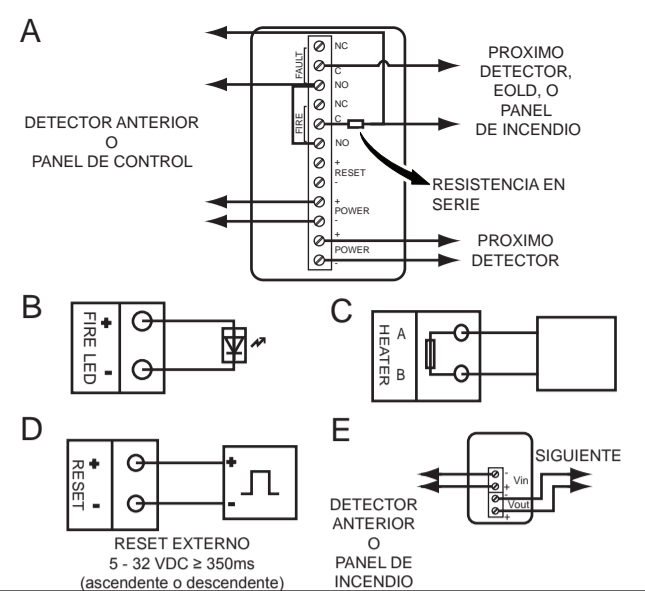 A
DETECTOR ANTERIOR
O
PANEL DE CONTROL
FAULT
FIRE
NC
C
NO
NC
C
NO
+
RESET
-
+
POWER
-
+
POWER
-
PROXIMO
DETECTOR,
EOLD, O
PANEL
DE INCENDIO
RESISTENCIA EN
SERIE
PROXIMO
DETECTOR
B
FIRE LED
+
-
C
HEATER
A
B
D
RESET
+
-
+
-
RESET EXTERNO
5 - 32 VDC ≥ 350ms
(ascendente o descendente)
E
SIGUIENTE
-
Vin
+
-
Vout
+
DETECTOR
ANTERIOR
O
PANEL DE
INCENDIO